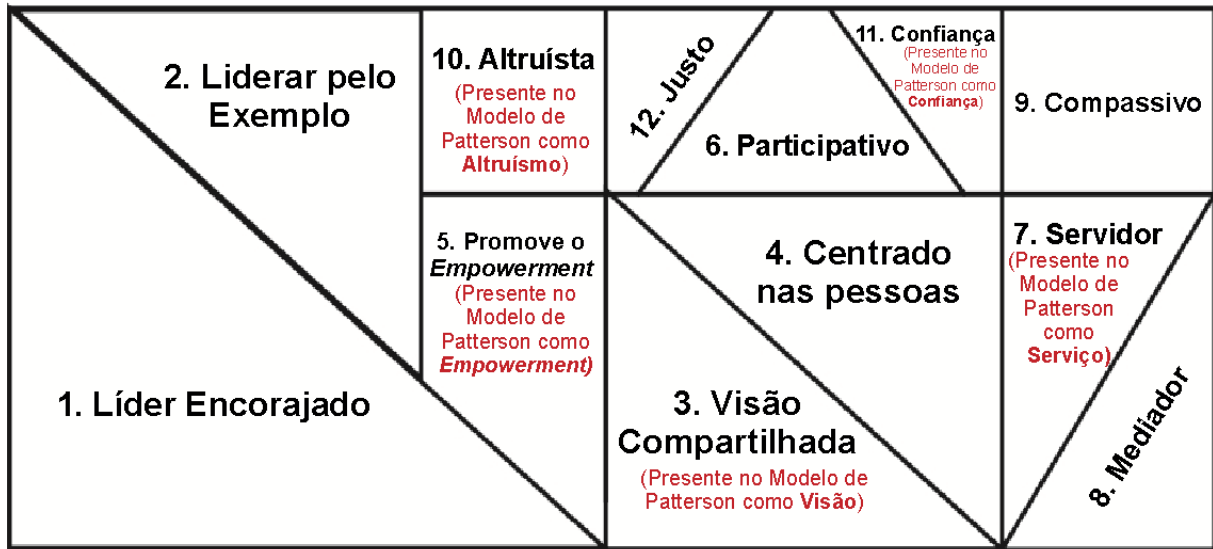 2. Liderar pelo
Exemplo
10. Altruísta
(Presente no
Modelo de
Patterson como
Altruísmo)
12. Justo
6. Participativo
11. Confiança
(Presente no
Modelo de
Patterson como
Confiança)
9. Compassivo
1. Líder Encorajado
5. Promove o
Empowerment
(Presente no
Modelo de
Patterson como
Empowerment)
3. Visão
Compartilhada
(Presente no Modelo de
Patterson como Visão)
4. Centrado
nas pessoas
7. Servidor
(Presente no
Modelo de
Patterson
como
Serviço)
8. Mediador